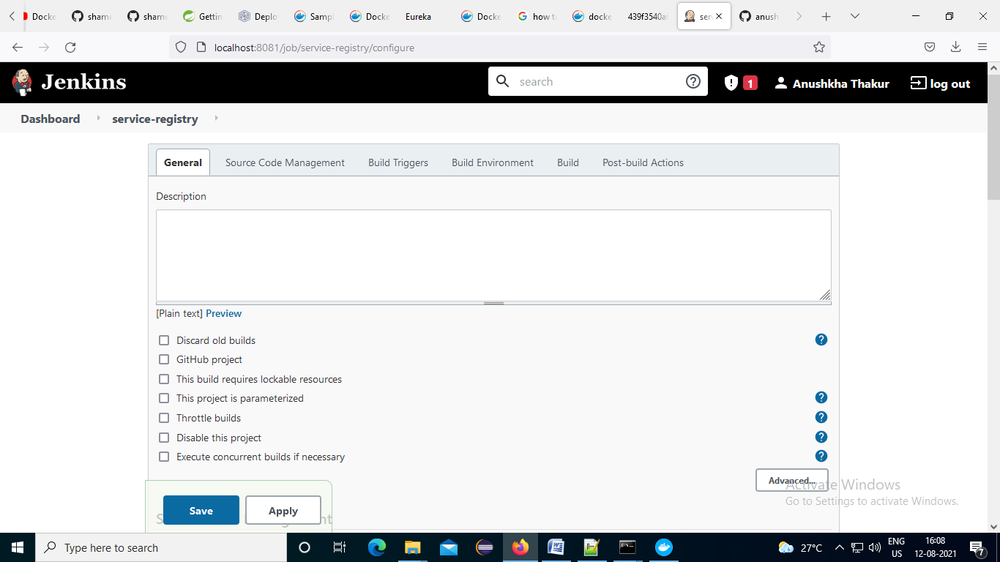 Docke
shame
shame
Gettin
Deplo
Sampl
Docke
Eureka
Docke
how to
docke
439f3540a
ser
anush
localhost:8081/job/service-registry/configure
Jenkins
search
1
Anushkha Thakur
log out
Dashboard
service-registry
General
Source Code Management
Build Triggers
Build Environment
Build
Post-build Actions
Description
[Plain text] Preview
Discard old builds
GitHub project
This build requires lockable resources
This project is parameterized
Throttle builds
Disable this project
Execute concurrent builds if necessary
Advanced...
Activate Windows
Go to Settings to activate Windows.
Save
Apply
Type here to search
27°C
ENG
US
16:08
12-08-2021
7